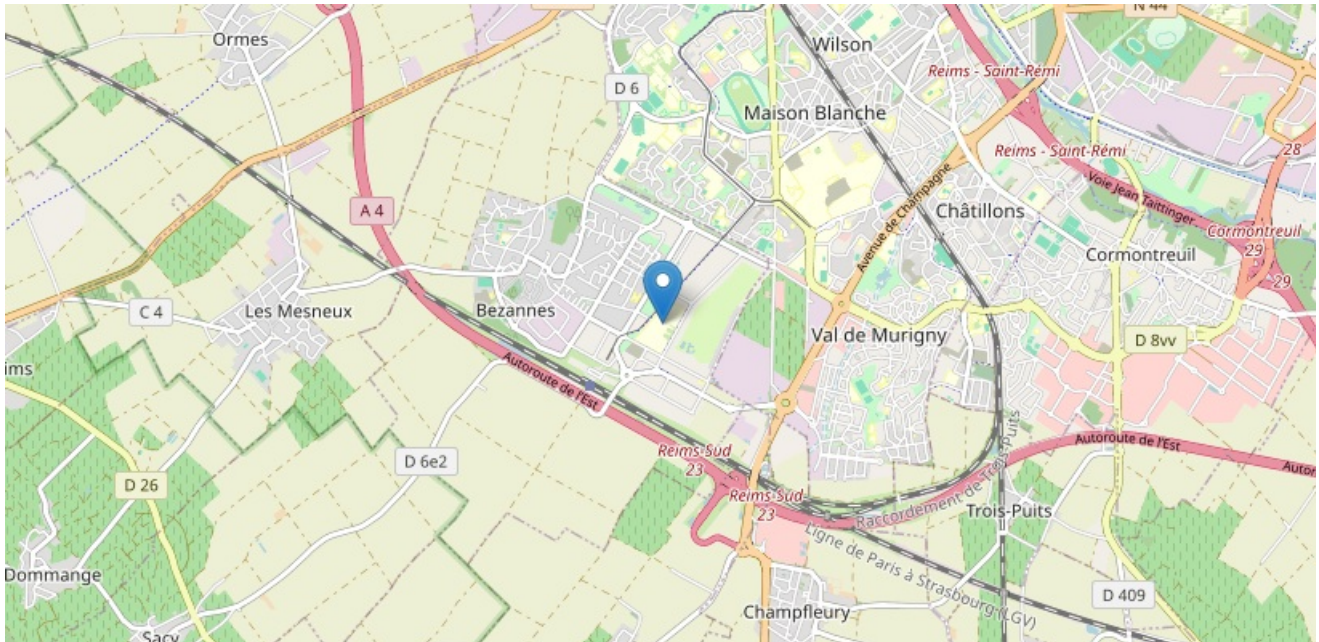 N 44
Ormes
Wilson
Reims - Saint-Rémi
D 6
Maison Blanche
Reims - Saint-Rémi
28
Voie Jean Taittinger
A 4
Avenue de Champagne
Châtillons
Cormontreuil
29
Cormontreuil
29
C 4
Les Mesneux
Bezannes
Val de Murigny
D 8vv
ims
Autoroute de l'Est
Autoroute de l'Est
Autor
Reims-Sud
23
D 6e2
D 26
Reims-Sud
23
Raccordement de Trois-Puits
Trois-Puits
Ligne de Paris à Strasbourg (LGV)
Dommange
D 409
Champfleury
Sacy